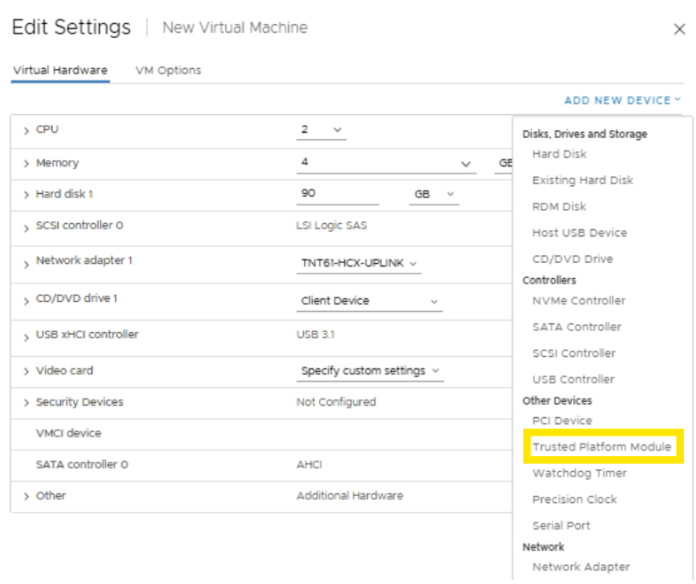 Edit Settings | New Virtual Machine
Virtual Hardware VM Options
ADD NEW DEVICE
CPU 2
Memory 4 GB
Hard disk 1 90 GB
SCSI controller 0 LSI Logic SAS
Network adapter 1 TNT61-HCX-UPLINK
CD/DVD drive 1 Client Device
USB xHCI controller USB 3.1
Video card Specify custom settings
Security Devices Not Configured
VMCI device
SATA controller 0 AHCI
Other Additional Hardware
Disks, Drives and Storage
Hard Disk
Existing Hard Disk
RDM Disk
Host USB Device
CD/DVD Drive
Controllers
NVMe Controller
SATA Controller
SCSI Controller
USB Controller
Other Devices
PCI Device
Trusted Platform Module
Watchdog Timer
Precision Clock
Serial Port
Network
Network Adapter